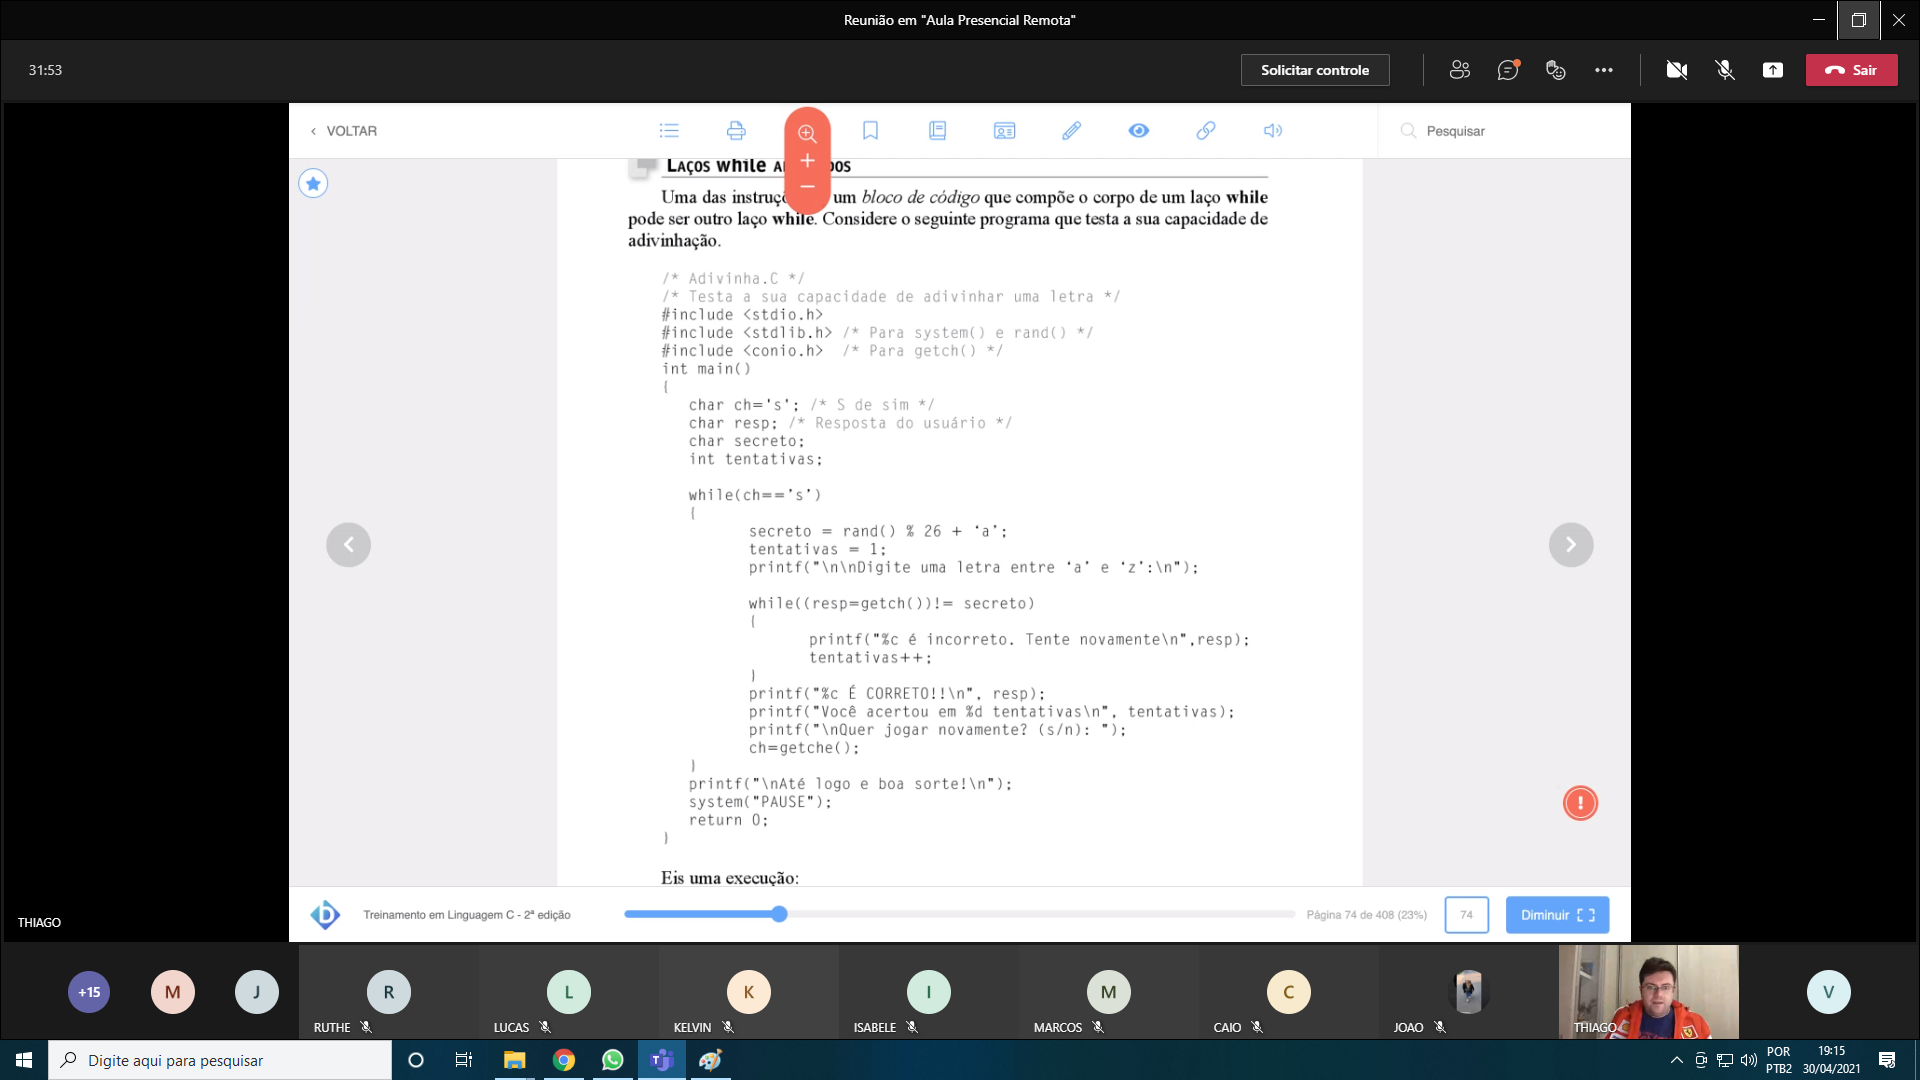 Reunião em "Aula Presencial Remota"
31:53
Solicitar controle
Sair
VOLTAR
Pesquisar
LAÇOS while
Uma das instruç um bloco de código que compõe o corpo de um laço while
pode ser outro laço while. Considere o seguinte programa que testa a sua capacidade de
adivinhação.
/* Adivinha.C */
/* Testa a sua capacidade de adivinhar uma letra */
#include <stdio.h>
#include <stdlib.h> /* Para system() e rand() */
#include <conio.h> /* Para getch() */
int main()
{
char ch='s'; /* S de sim */
char resp; /* Resposta do usuário */
char secreto;
int tentativas;
while(ch==’s’)
{
secreto = rand() % 26 + ‘a’;
tentativas = 1;
printf("\n\nDigite uma letra entre ‘a’ e ‘z’:\n");
while((resp=getch())!= secreto)
{
printf("%c é incorreto. Tente novamente\n",resp);
tentativas++;
}
printf("%c É CORRETO!!\n", resp);
printf("Você acertou em %d tentativas\n", tentativas);
printf("\nQuer jogar novamente? (s/n): ");
ch=getche();
}
printf("\nAté logo e boa sorte!\n");
system("PAUSE");
return 0;
}
Eis uma execução:
Treinamento em Linguagem C - 2ª edição
Página 74 de 408 (23%)
74
Diminuir
THIAGO
+15
M
J
R
RUTHE
L
LUCAS
K
KELVIN
I
ISABELE
M
MARCOS
C
CAIO
JOAO
THIAGO
V
Digite aqui para pesquisar
POR
PTB2
19:15
30/04/2021